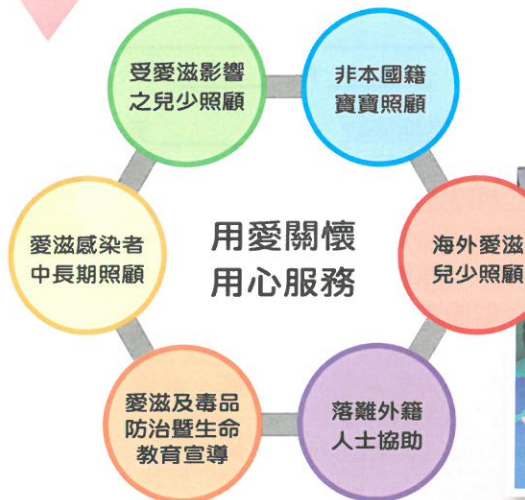 受愛滋影響
之兒少照顧
非本國籍
寶寶照顧
海外愛滋
兒少照顧
落難外籍
人士協助
愛滋及毒品
防治暨生命
教育宣導
愛滋感染者
中長期照顧
用愛關懷
用心服務